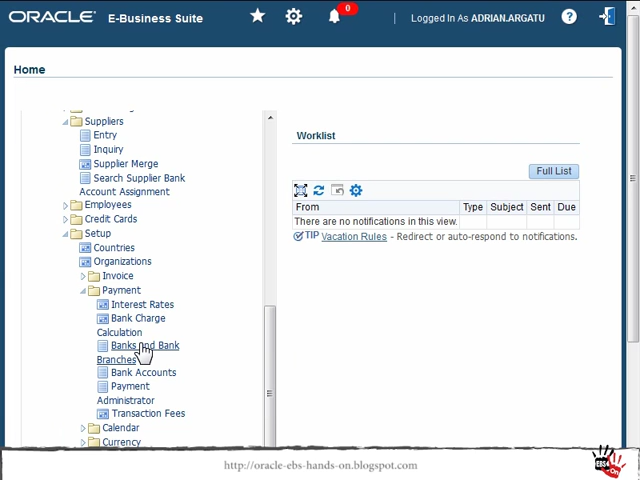 ORACLE® E-Business Suite 0 Logged In As ADRIAN.ARGATU ?
Home
Suppliers
Entry
Inquiry
Supplier Merge
Search Supplier Bank
Account Assignment
Employees
Credit Cards
Setup
Countries
Organizations
Invoice
Payment
Interest Rates
Bank Charge
Calculation
Banks and Bank
Branches
Bank Accounts
Payment
Administrator
Transaction Fees
Calendar
Currency
Worklist
Full List
From Type Subject Sent Due
There are no notifications in this view.
TIP Vacation Rules - Redirect or auto-respond to notifications.
http://oracle-ebs-hands-on.blogspot.com
EBS
On